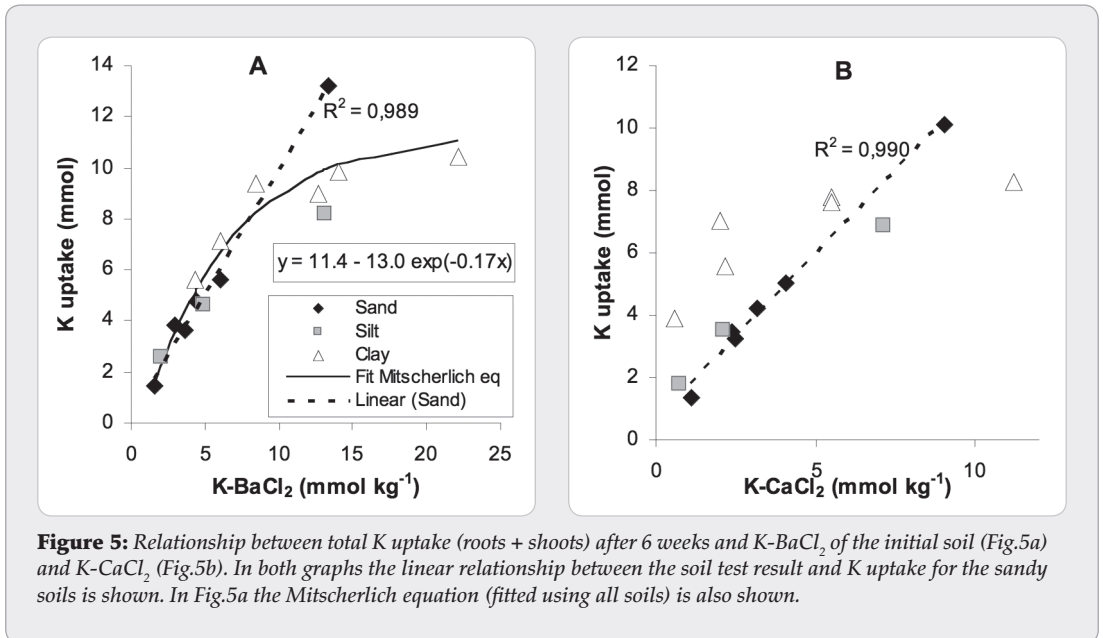 A
14
12
10
8
6
4
2
0
K uptake (mmol)
R² = 0,989
y = 11.4 - 13.0 exp(-0.17x)
Sand
Silt
Clay
Fit Mitscherlich eq
Linear (Sand)
0 5 10 15 20 25
K-BaCl₂ (mmol kg⁻¹)
B
12
10
8
6
4
2
0
K uptake (mmol)
R² = 0,990
0 5 10
K-CaCl₂ (mmol kg⁻¹)
Figure 5: Relationship between total K uptake (roots + shoots) after 6 weeks and K-BaCl₂ of the initial soil (Fig.5a)
and K-CaCl₂ (Fig.5b). In both graphs the linear relationship between the soil test result and K uptake for the sandy
soils is shown. In Fig.5a the Mitscherlich equation (fitted using all soils) is also shown.